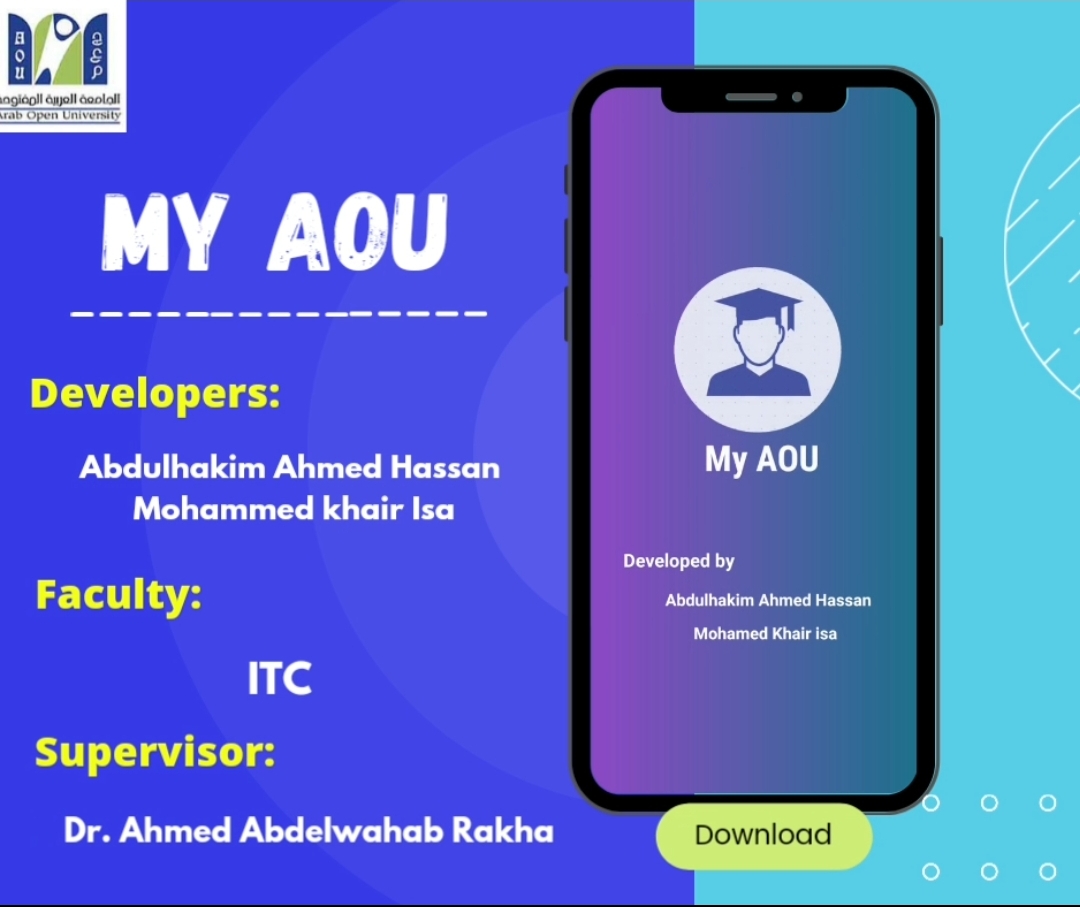 AOU
الجامعة العربية المفتوحة
Arab Open University
MY AOU
Developers:
Abdulhakim Ahmed Hassan
Mohammed khair Isa
Faculty:
ITC
Supervisor:
Dr. Ahmed Abdelwahab Rakha
My AOU
Developed by
Abdulhakim Ahmed Hassan
Mohamed Khair isa
Download